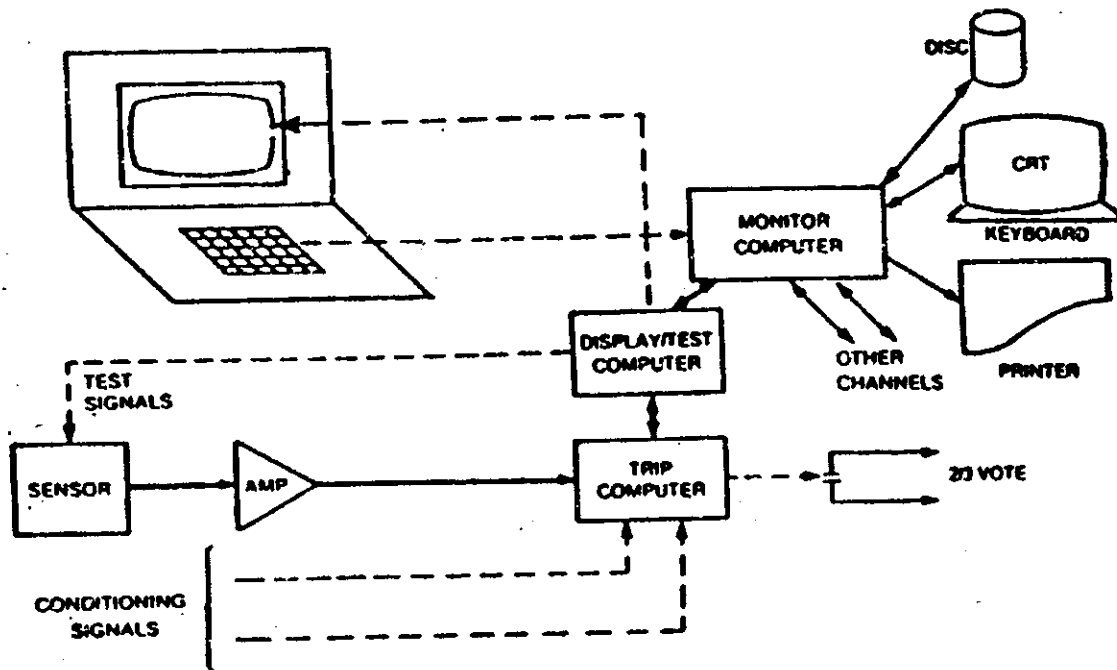 DISC
CRT
KEYBOARD
MONITOR
COMPUTER
DISPLAY/TEST
COMPUTER
OTHER
CHANNELS
PRINTER
TEST
SIGNALS
SENSOR
AMP
TRIP
COMPUTER
2/3 VOTE
CONDITIONING
SIGNALS